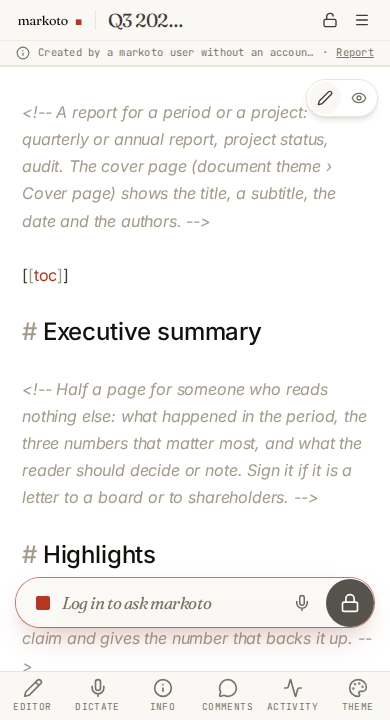 markoto
Q3 202...
Created by a markoto user without an accoun… · Report
<!-- A report for a period or a project:
quarterly or annual report, project status,
audit. The cover page (document theme ›
Cover page) shows the title, a subtitle, the
date and the authors. -->
[[toc]]
# Executive summary
<!-- Half a page for someone who reads
nothing else: what happened in the period, the
three numbers that matter most, and what the
reader should decide or note. Sign it if it is a
letter to a board or to shareholders. -->
# Highlights
Log in to ask markoto
claim and gives the number that backs it up. --
>
EDITOR DICTATE INFO COMMENTS ACTIVITY THEME